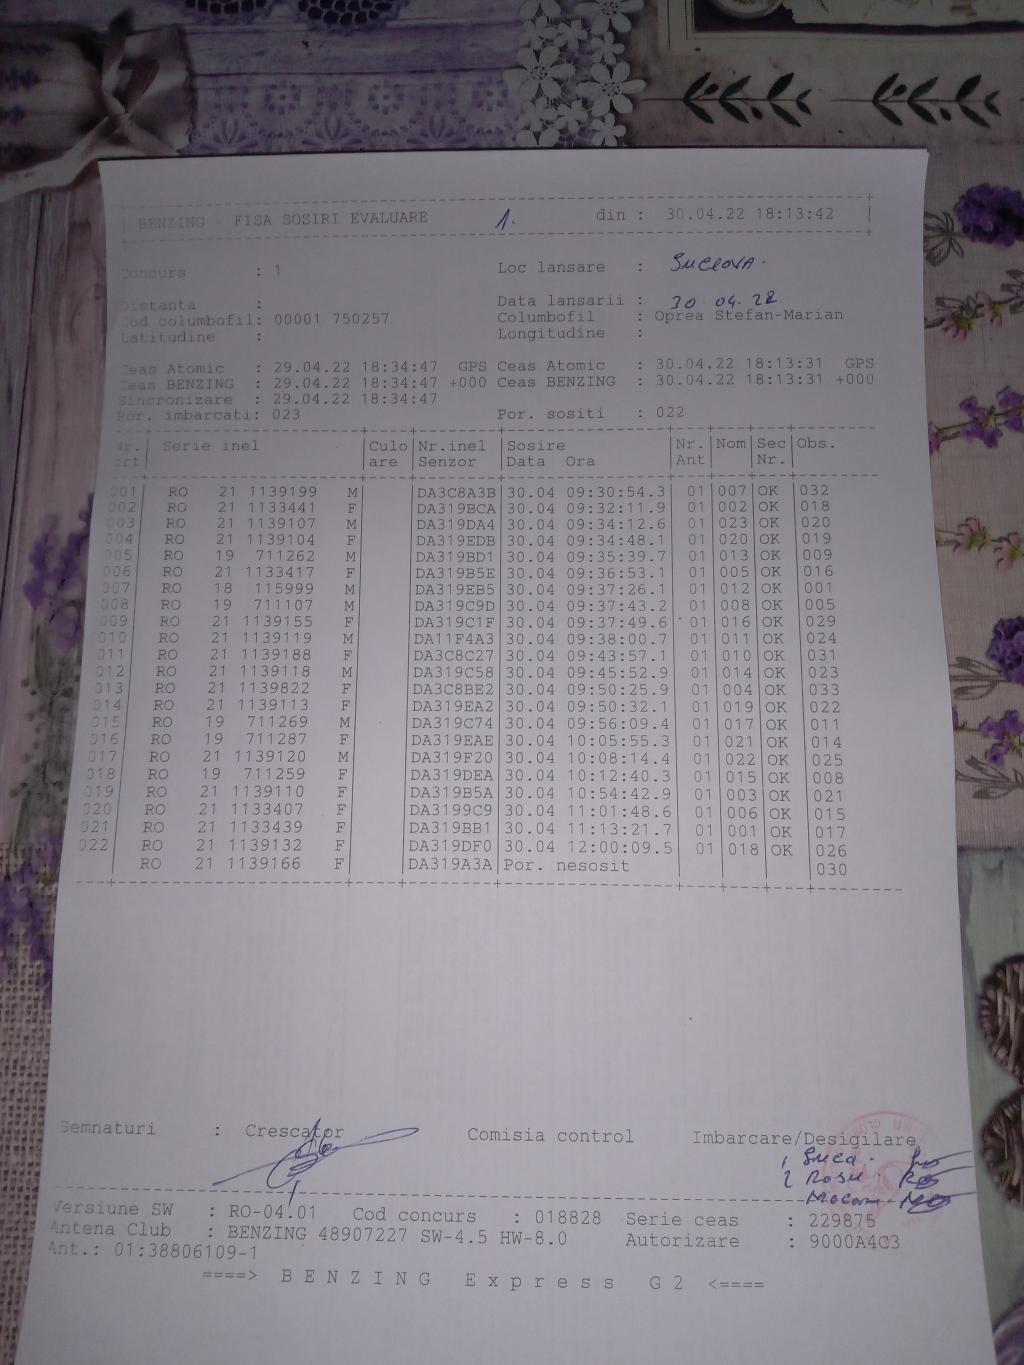 BENZING - FISA SOSIRI EVALUARE 1. din : 30.04.22 18:13:42
Concurs : 1 Loc lansare : SUCEAVA.
Distanta : Data lansarii : 30 04. 22
Cod columbofil: 00001 750257 Columbofil : Oprea Stefan-Marian
Latitudine : Longitudine :
Ceas Atomic : 29.04.22 18:34:47 GPS Ceas Atomic : 30.04.22 18:13:31 GPS
Ceas BENZING : 29.04.22 18:34:47 +000 Ceas BENZING : 30.04.22 18:13:31 +000
Sincronizare : 29.04.22 18:34:47
Por. imbarcati: 023 Por. sositi : 022
Nr. Serie inel Culo Nr.inel Sosire Nr. Nom Sec Obs.
crt are Senzor Data Ora Ant Nr.
001 RO 21 1139199 M DA3C8A3B 30.04 09:30:54.3 01 007 OK 032
002 RO 21 1133441 F DA319BCA 30.04 09:32:11.9 01 002 OK 018
003 RO 21 1139107 M DA319DA4 30.04 09:34:12.6 01 023 OK 020
004 RO 21 1139104 F DA319EDB 30.04 09:34:48.1 01 020 OK 019
005 RO 19 711262 M DA319BD1 30.04 09:35:39.7 01 013 OK 009
006 RO 21 1133417 F DA319B5E 30.04 09:36:53.1 01 005 OK 016
007 RO 18 115999 M DA319EB5 30.04 09:37:26.1 01 012 OK 001
008 RO 19 711107 M DA319C9D 30.04 09:37:43.2 01 008 OK 005
009 RO 21 1139155 F DA319C1F 30.04 09:37:49.6 01 016 OK 029
010 RO 21 1139119 M DA11F4A3 30.04 09:38:00.7 01 011 OK 024
011 RO 21 1139188 F DA3C8C27 30.04 09:43:57.1 01 010 OK 031
012 RO 21 1139118 M DA319C58 30.04 09:45:52.9 01 014 OK 023
013 RO 21 1139822 F DA3C8BE2 30.04 09:50:25.9 01 004 OK 033
014 RO 21 1139113 F DA319EA2 30.04 09:50:32.1 01 019 OK 022
015 RO 19 711269 M DA319C74 30.04 09:56:09.4 01 017 OK 011
016 RO 19 711287 F DA319EAE 30.04 10:05:55.3 01 021 OK 014
017 RO 21 1139120 M DA319F20 30.04 10:08:14.4 01 022 OK 025
018 RO 19 711259 F DA319DEA 30.04 10:12:40.3 01 015 OK 008
019 RO 21 1139110 F DA319B5A 30.04 10:54:42.9 01 003 OK 021
020 RO 21 1133407 F DA3199C9 30.04 11:01:48.6 01 006 OK 015
021 RO 21 1133439 F DA319BB1 30.04 11:13:21.7 01 001 OK 017
022 RO 21 1139132 F DA319DF0 30.04 12:00:09.5 01 018 OK 026
RO 21 1139166 F DA319A3A Por. nesosit 030
Semnaturi : Crescator Comisia control Imbarcare/Desigilare
1 Suca.
2 Rosu
Versiune SW : RO-04.01 Cod concurs : 018828 Serie ceas : 229875
Antena Club : BENZING 48907227 SW-4.5 HW-8.0 Autorizare : 9000A4C3
Ant.: 01:38806109-1
====> BENZING Express G2 <====